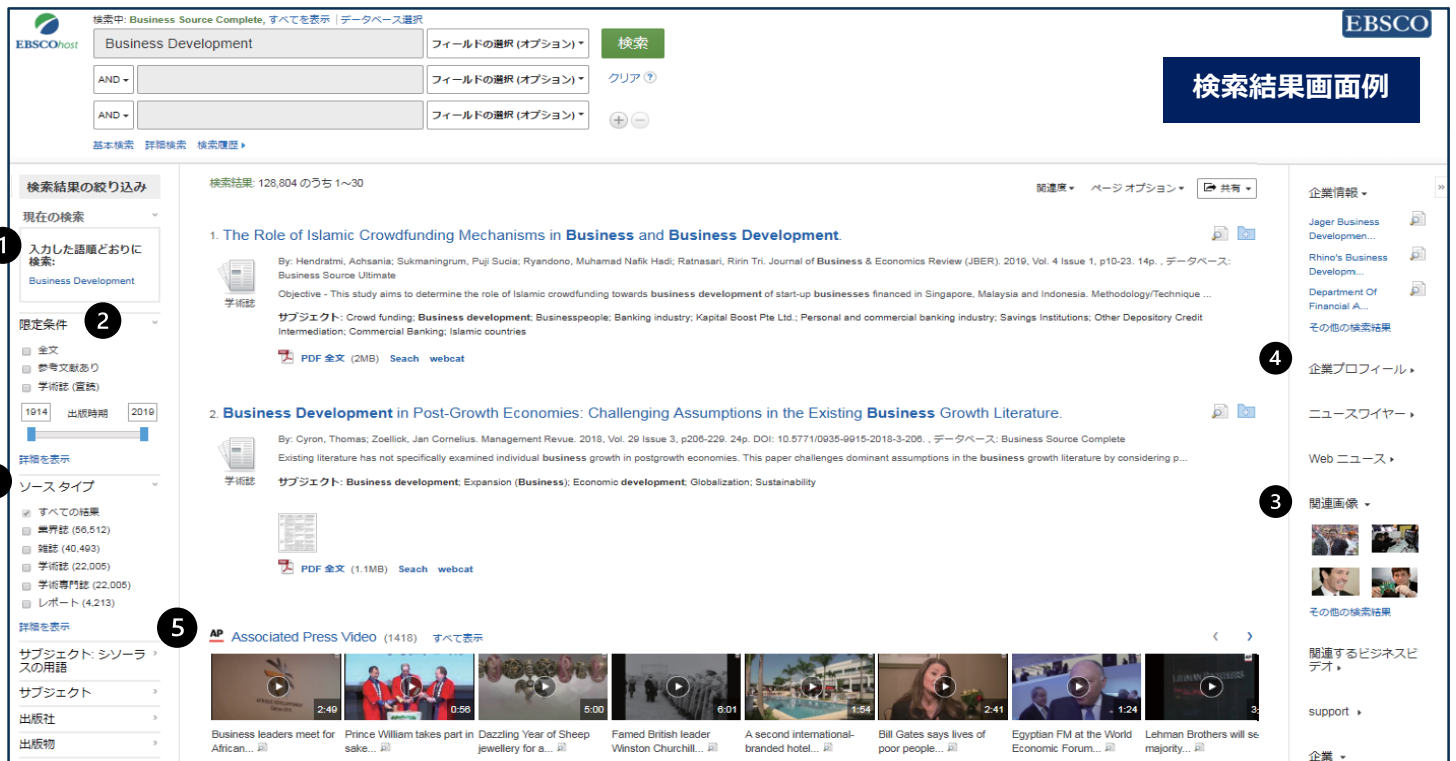 検索中: Business Source Complete, すべてを表示 | データベース選択
EBSCOhost
Business Development
フィールドの選択 (オプション)
検索
EBSCO
AND
フィールドの選択 (オプション)
クリア ?
検索結果画面例
AND
フィールドの選択 (オプション)
基本検索 詳細検索 検索履歴
検索結果の絞り込み
現在の検索
1
入力した語順どおりに
検索:
Business Development
限定条件
2
全文
参考文献あり
学術誌 (査読)
1914 出版時期 2019
詳細を表示
ソース タイプ
すべての結果
業界誌 (56,512)
雑誌 (40,493)
学術誌 (22,005)
学術専門誌 (22,005)
レポート (4,213)
詳細を表示
サブジェクト: シソーラ
スの用語
サブジェクト
出版社
出版物
検索結果: 128,804 のうち 1～30
関連度 ページ オプション 共有
1. The Role of Islamic Crowdfunding Mechanisms in Business and Business Development.
By: Hendratmi, Achsania; Sukmaningrum, Puji Sucia; Ryandono, Muhamad Nafik Hadi; Ratnasari, Ririn Tri. Journal of Business & Economics Review (JBER). 2019, Vol. 4 Issue 1, p10-23. 14p. , データベース:
Business Source Ultimate
学術誌
Objective - This study aims to determine the role of Islamic crowdfunding towards business development of start-up businesses financed in Singapore, Malaysia and Indonesia. Methodology/Technique ...
サブジェクト: Crowd funding; Business development; Businesspeople; Banking industry; Kapital Boost Pte Ltd.; Personal and commercial banking industry; Savings Institutions; Other Depository Credit
Intermediation; Commercial Banking; Islamic countries
PDF 全文 (2MB) Seach webcat
2. Business Development in Post-Growth Economies: Challenging Assumptions in the Existing Business Growth Literature.
By: Cyron, Thomas; Zoellick, Jan Cornelius. Management Revue. 2018, Vol. 29 Issue 3, p206-229. 24p. DOI: 10.5771/0935-9915-2018-3-206. , データベース: Business Source Complete
Existing literature has not specifically examined individual business growth in postgrowth economies. This paper challenges dominant assumptions in the business growth literature by considering p...
学術誌
サブジェクト: Business development; Expansion (Business); Economic development; Globalization; Sustainability
PDF 全文 (1.1MB) Seach webcat
5
AP Associated Press Video (1418) すべて表示
2:49
0:56
5:00
6:01
1:54
2:41
1:24
3:
Business leaders meet for
African...
Prince William takes part in
sake...
Dazzling Year of Sheep
jewellery for a...
Famed British leader
Winston Churchill...
A second international-
branded hotel...
Bill Gates says lives of
poor people...
Egyptian FM at the World
Economic Forum...
Lehman Brothers will se
majority...
企業情報
Jager Business
Developmen...
Rhino's Business
Developm...
Department Of
Financial A...
その他の検索結果
4
企業プロフィール
ニュースワイヤー
Web ニュース
3
関連画像
その他の検索結果
関連するビジネスビ
デオ
support
企業